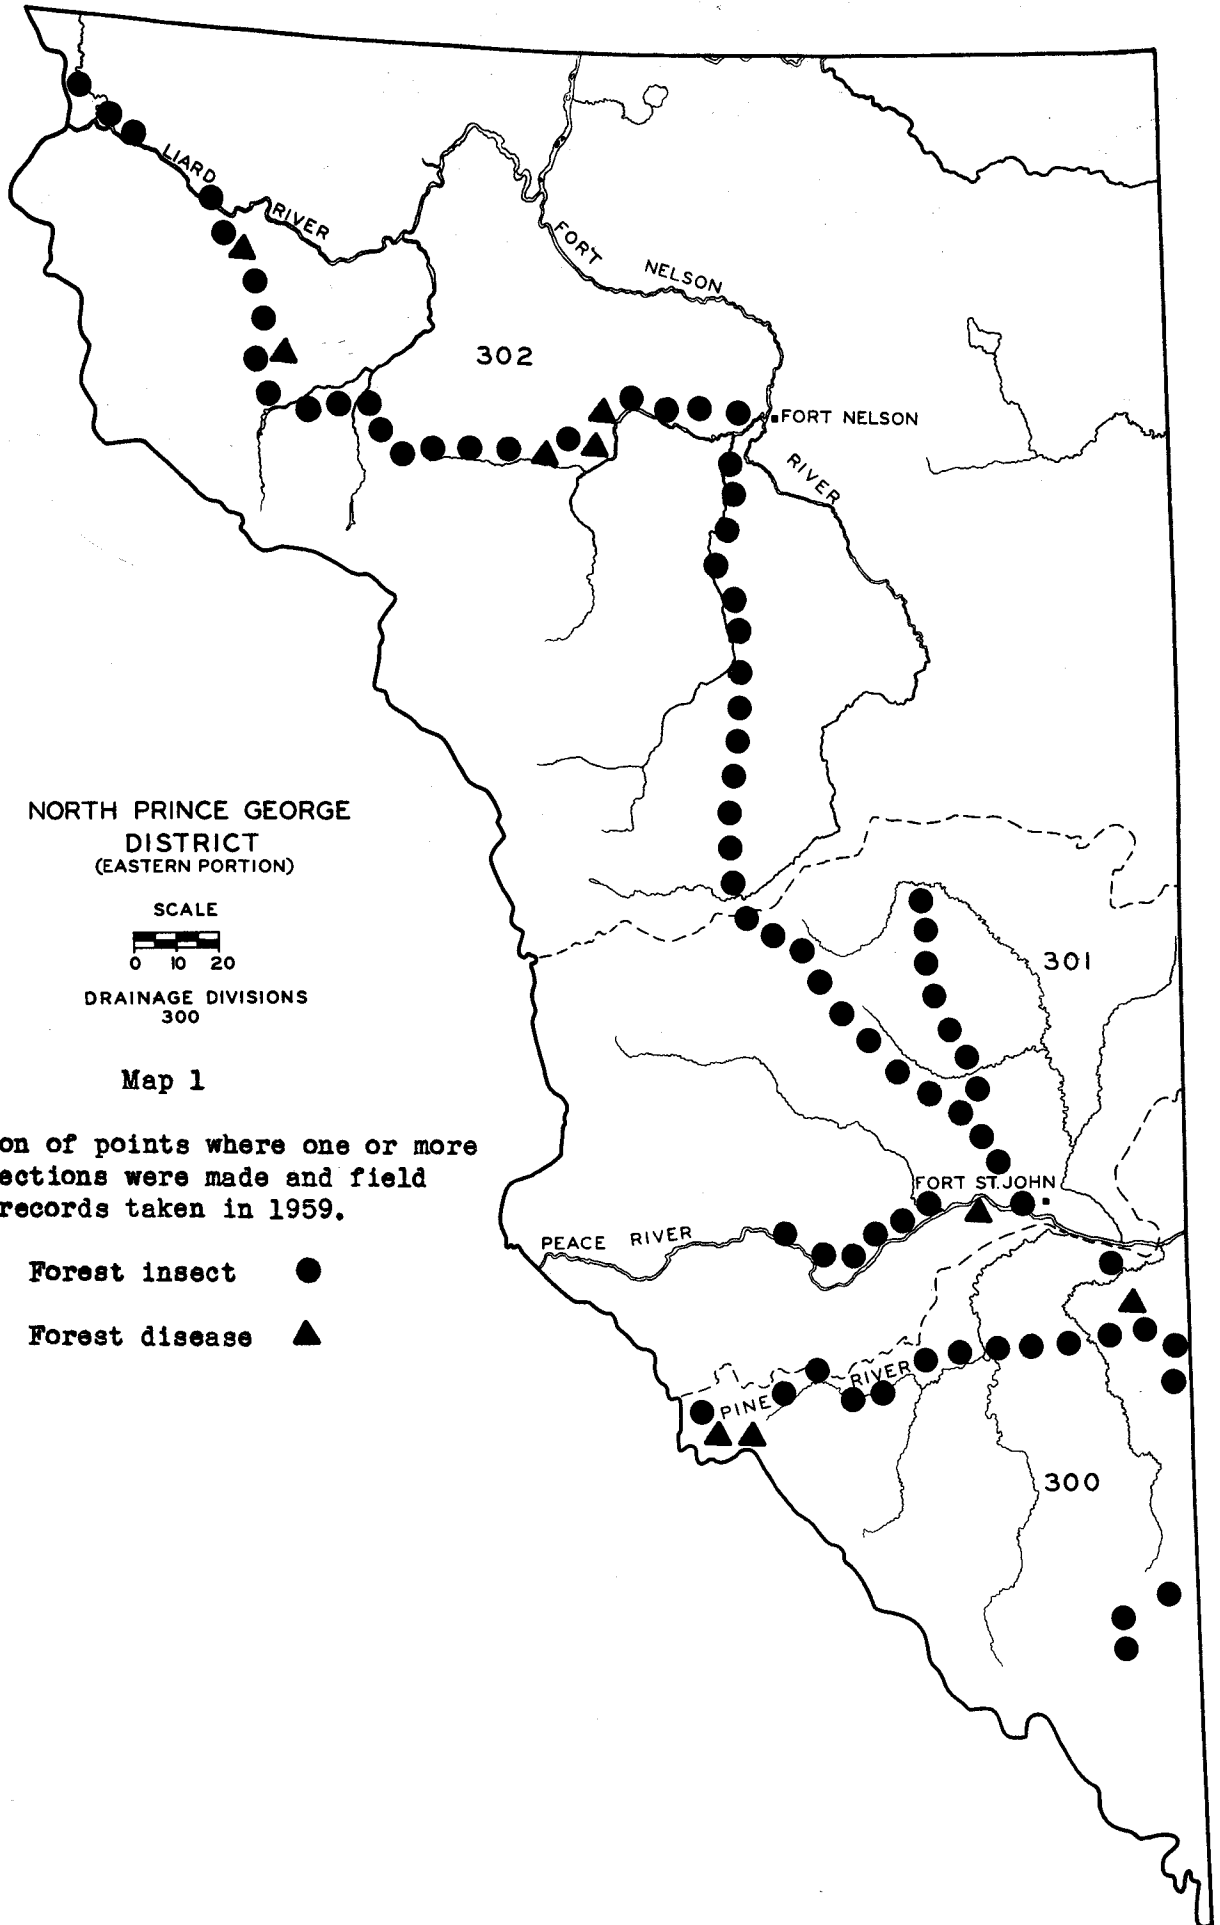 LIARD
RIVER
FORT
NELSON
302
FORT NELSON
RIVER
NORTH PRINCE GEORGE
DISTRICT
(EASTERN PORTION)
SCALE
0 10 20
DRAINAGE DIVISIONS
300
301
Map 1
on of points where one or more
ections were made and field
records taken in 1959.
FORT ST. JOHN
PEACE RIVER
Forest insect
Forest disease
PINE RIVER
300